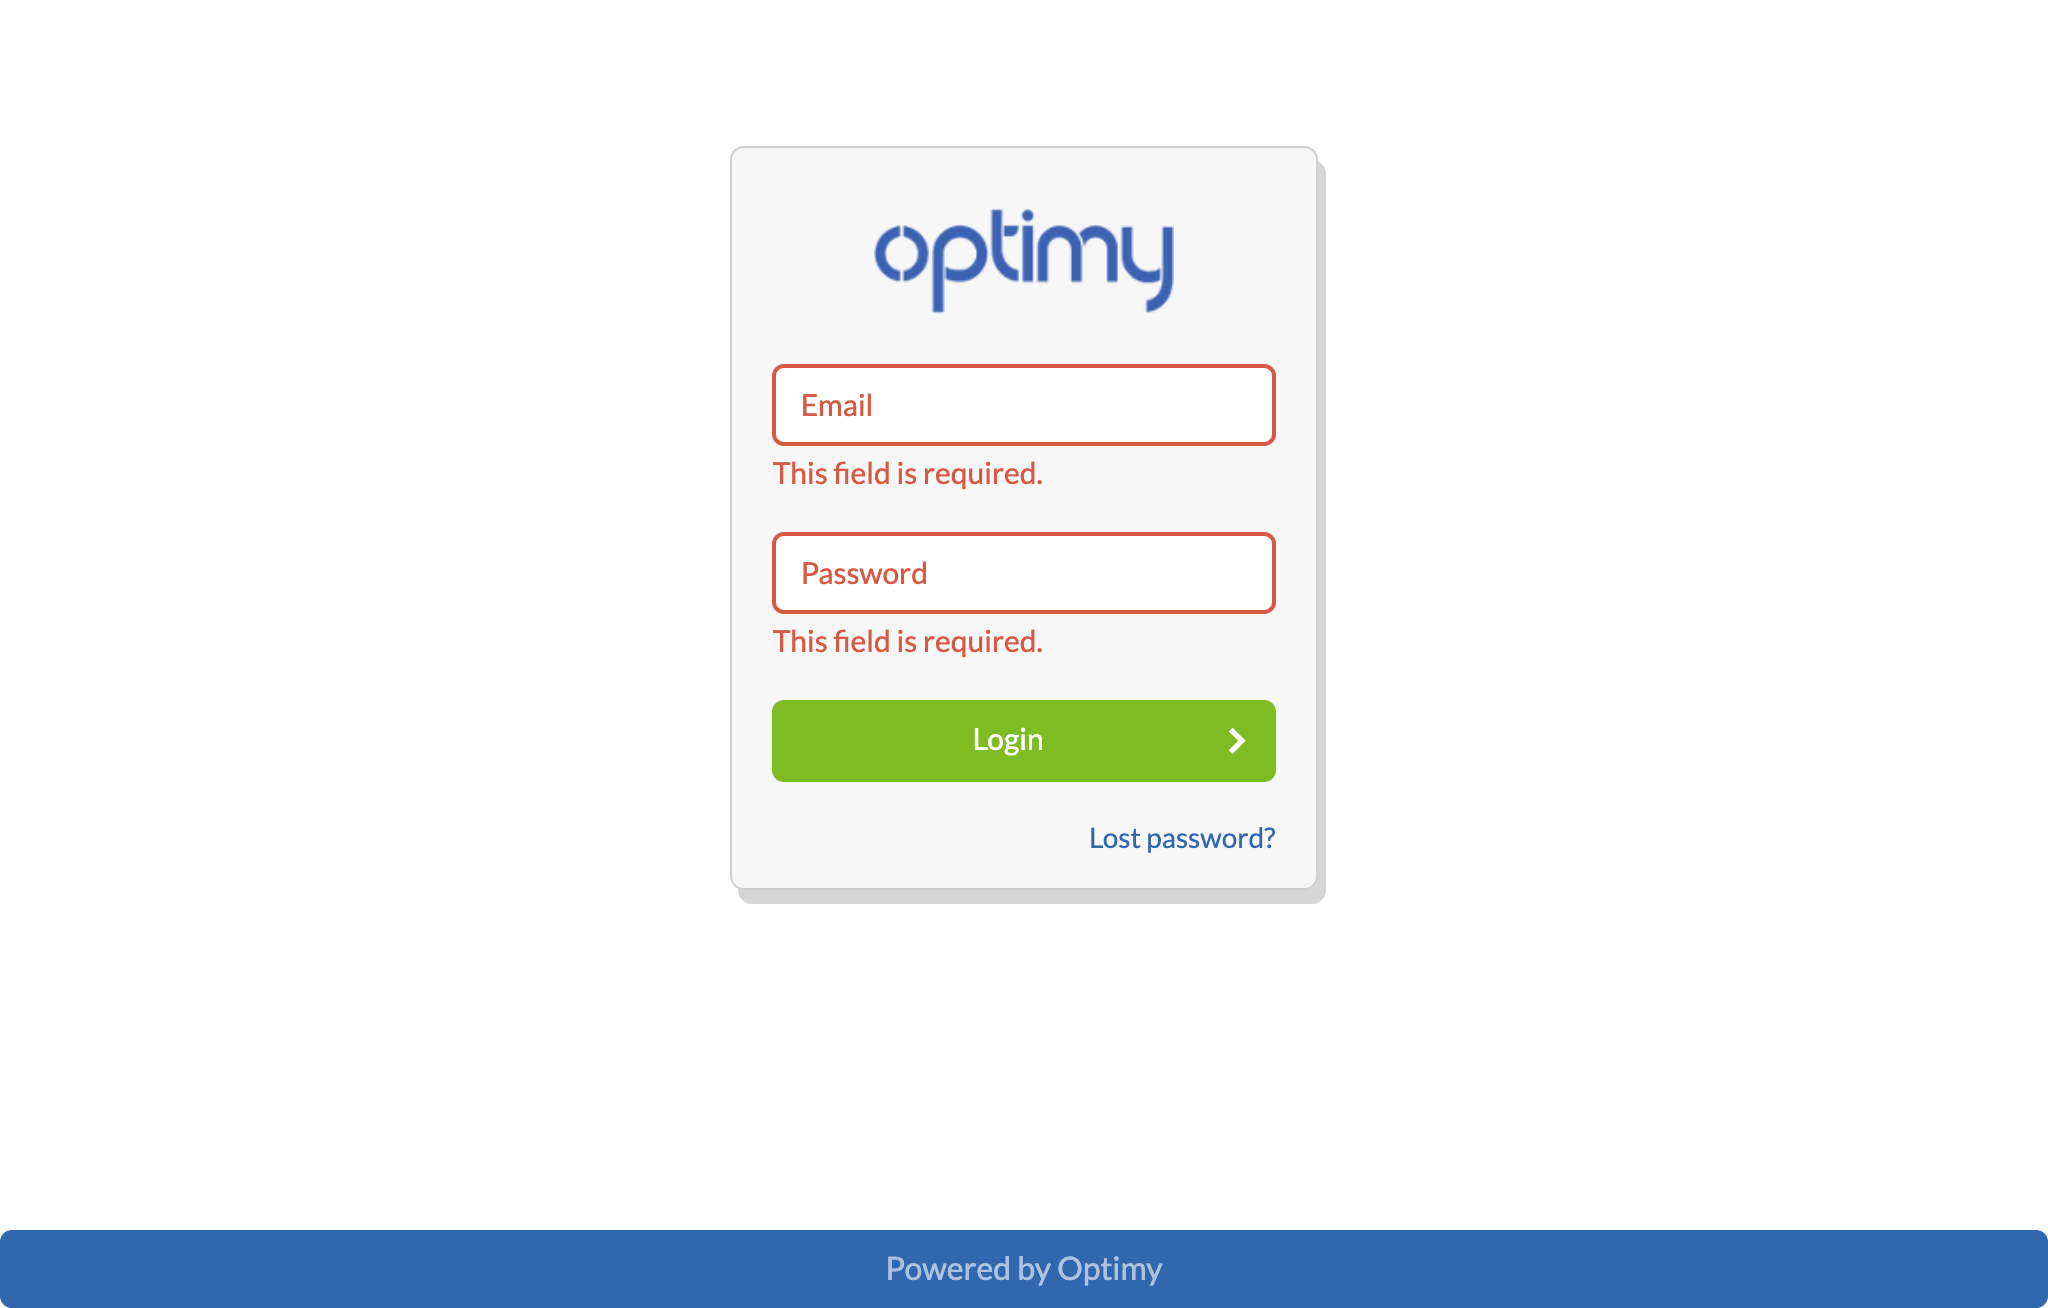 optimy
Email
This field is required.
Password
This field is required.
Login
Lost password?
Powered by Optimy